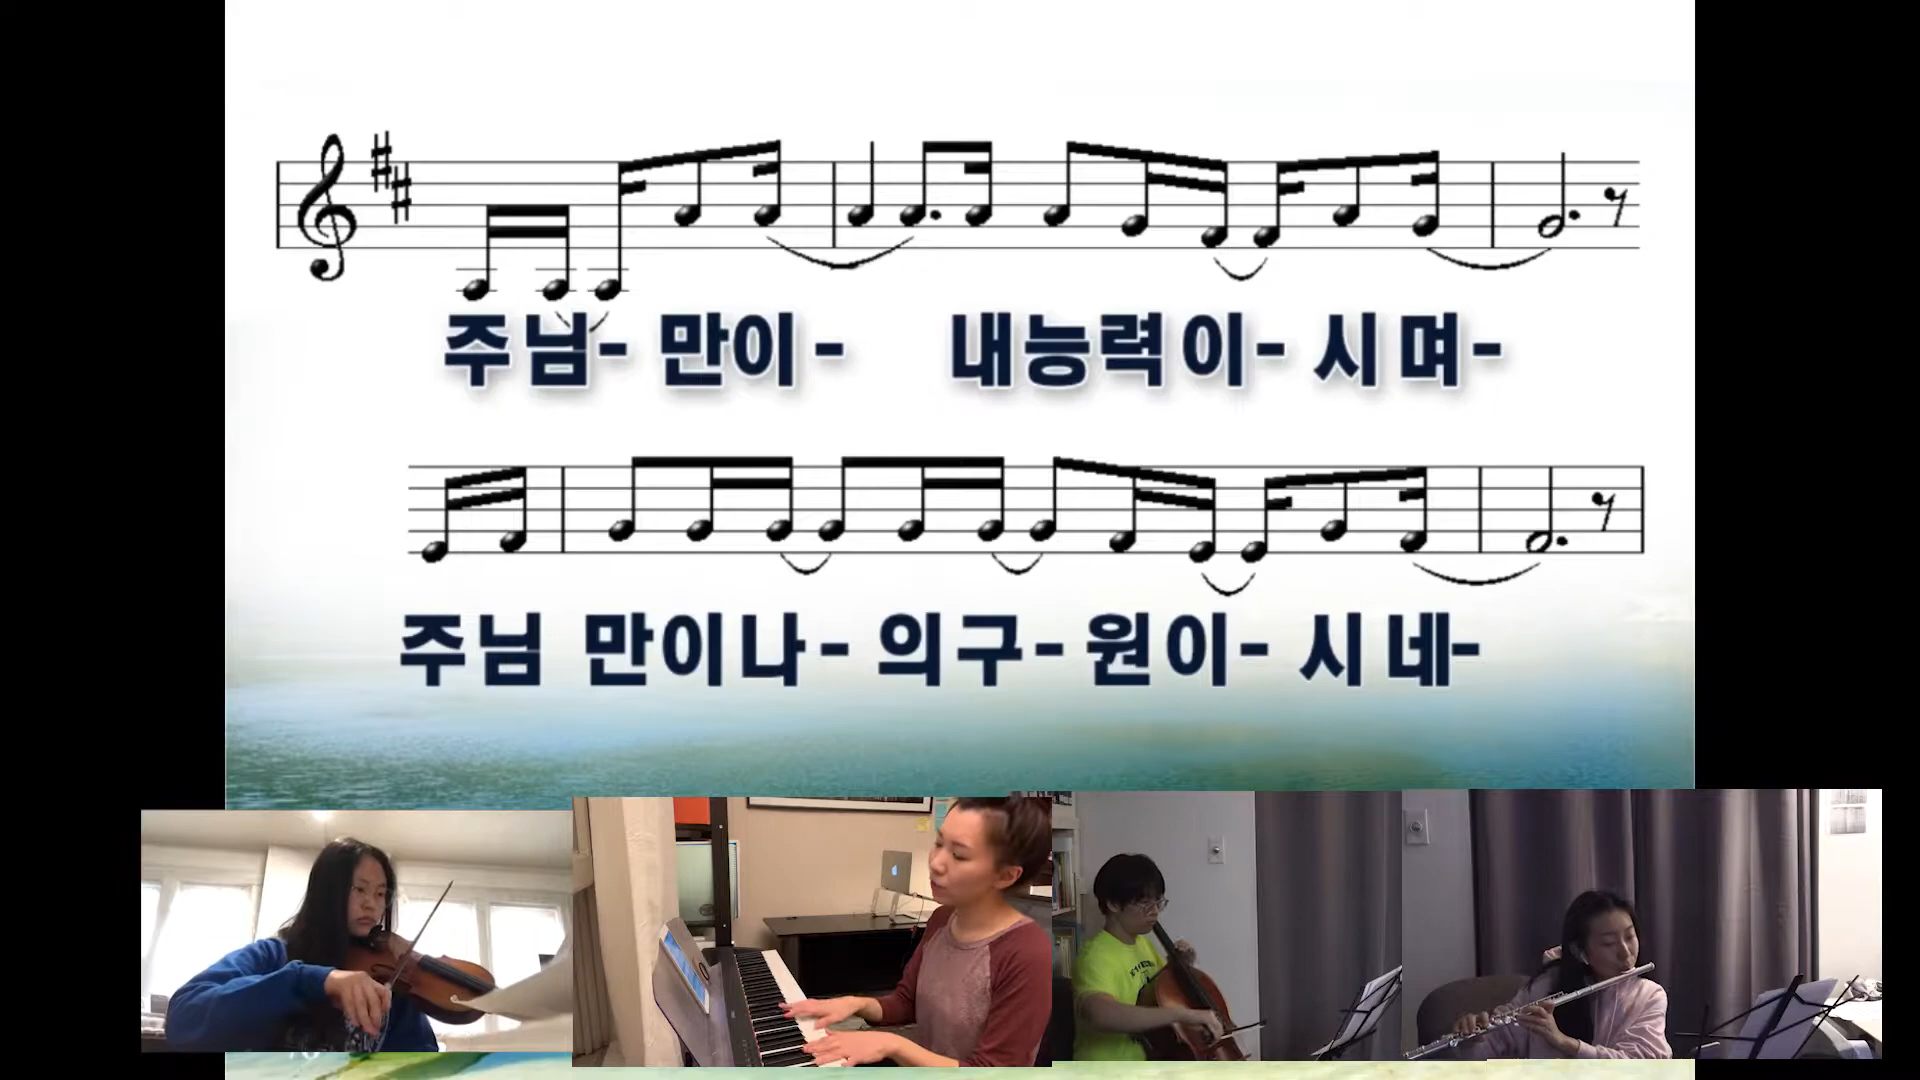 주님- 만이- 내능력이- 시며-
주님 만이나- 의구- 원이- 시네-